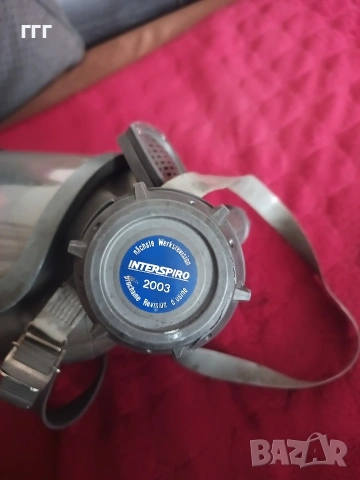 ггг
nächste Werksrevision
INTERSPIRO
2003
prochaine Révision d'usine
BAZAR